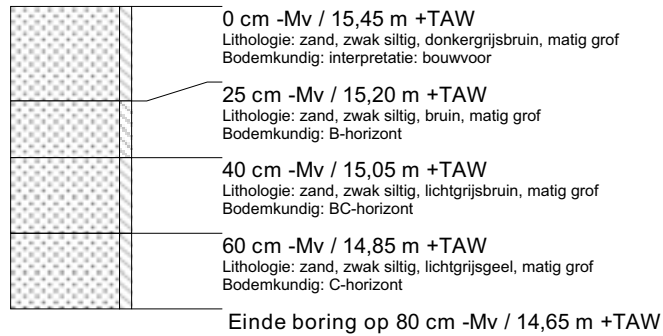 0 cm -Mv / 15,45 m +TAW
Lithologie: zand, zwak siltig, donkergrijsbruin, matig grof
Bodemkundig: interpretatie: bouwvoor
25 cm -Mv / 15,20 m +TAW
Lithologie: zand, zwak siltig, bruin, matig grof
Bodemkundig: B-horizont
40 cm -Mv / 15,05 m +TAW
Lithologie: zand, zwak siltig, lichtgrijsbruin, matig grof
Bodemkundig: BC-horizont
60 cm -Mv / 14,85 m +TAW
Lithologie: zand, zwak siltig, lichtgrijsgeel, matig grof
Bodemkundig: C-horizont
Einde boring op 80 cm -Mv / 14,65 m +TAW